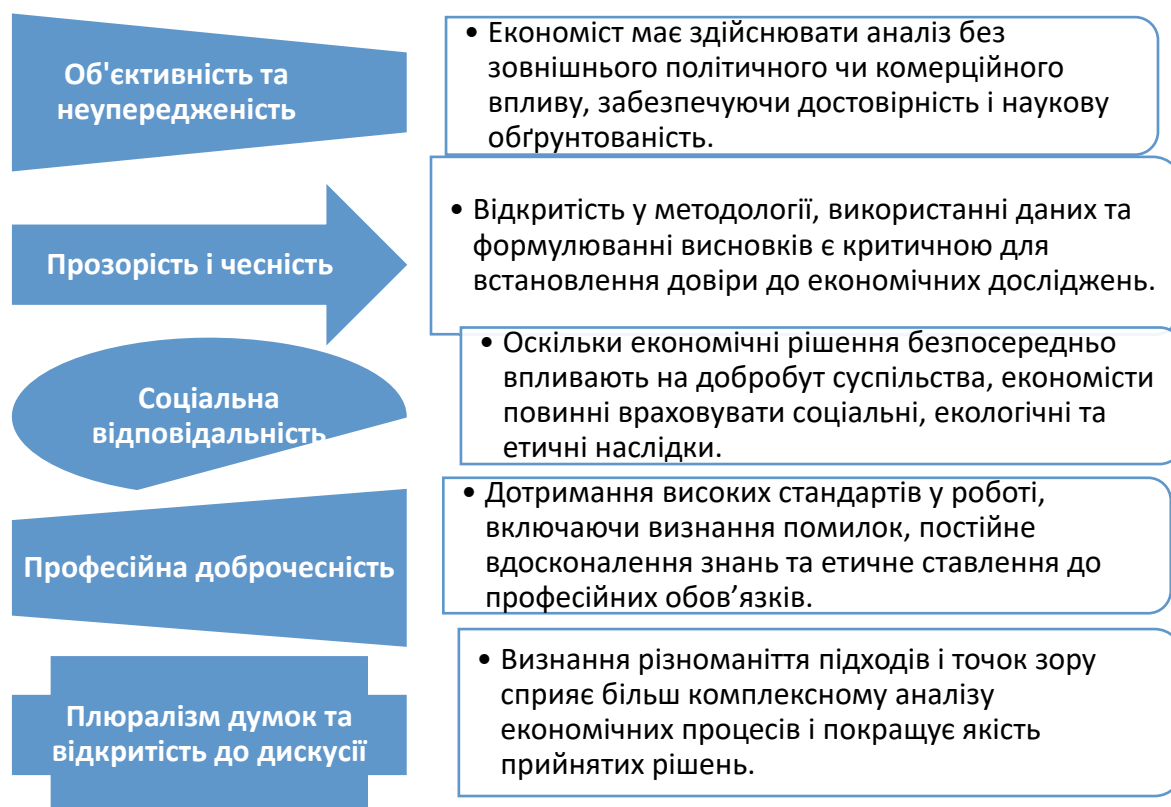 Об'єктивність та
неупередженість
• Економіст має здійснювати аналіз без
зовнішнього політичного чи комерційного
впливу, забезпечуючи достовірність і наукову
обґрунтованість.
Прозорість і чесність
• Відкритість у методології, використанні даних та
формулюванні висновків є критичною для
встановлення довіри до економічних досліджень.
Соціальна
відповідальність
• Оскільки економічні рішення безпосередньо
впливають на добробут суспільства, економісти
повинні враховувати соціальні, екологічні та
етичні наслідки.
Професійна доброчесність
• Дотримання високих стандартів у роботі,
включаючи визнання помилок, постійне
вдосконалення знань та етичне ставлення до
професійних обов’язків.
Плюралізм думок та
відкритість до дискусії
• Визнання різноманіття підходів і точок зору
сприяє більш комплексному аналізу
економічних процесів і покращує якість
прийнятих рішень.